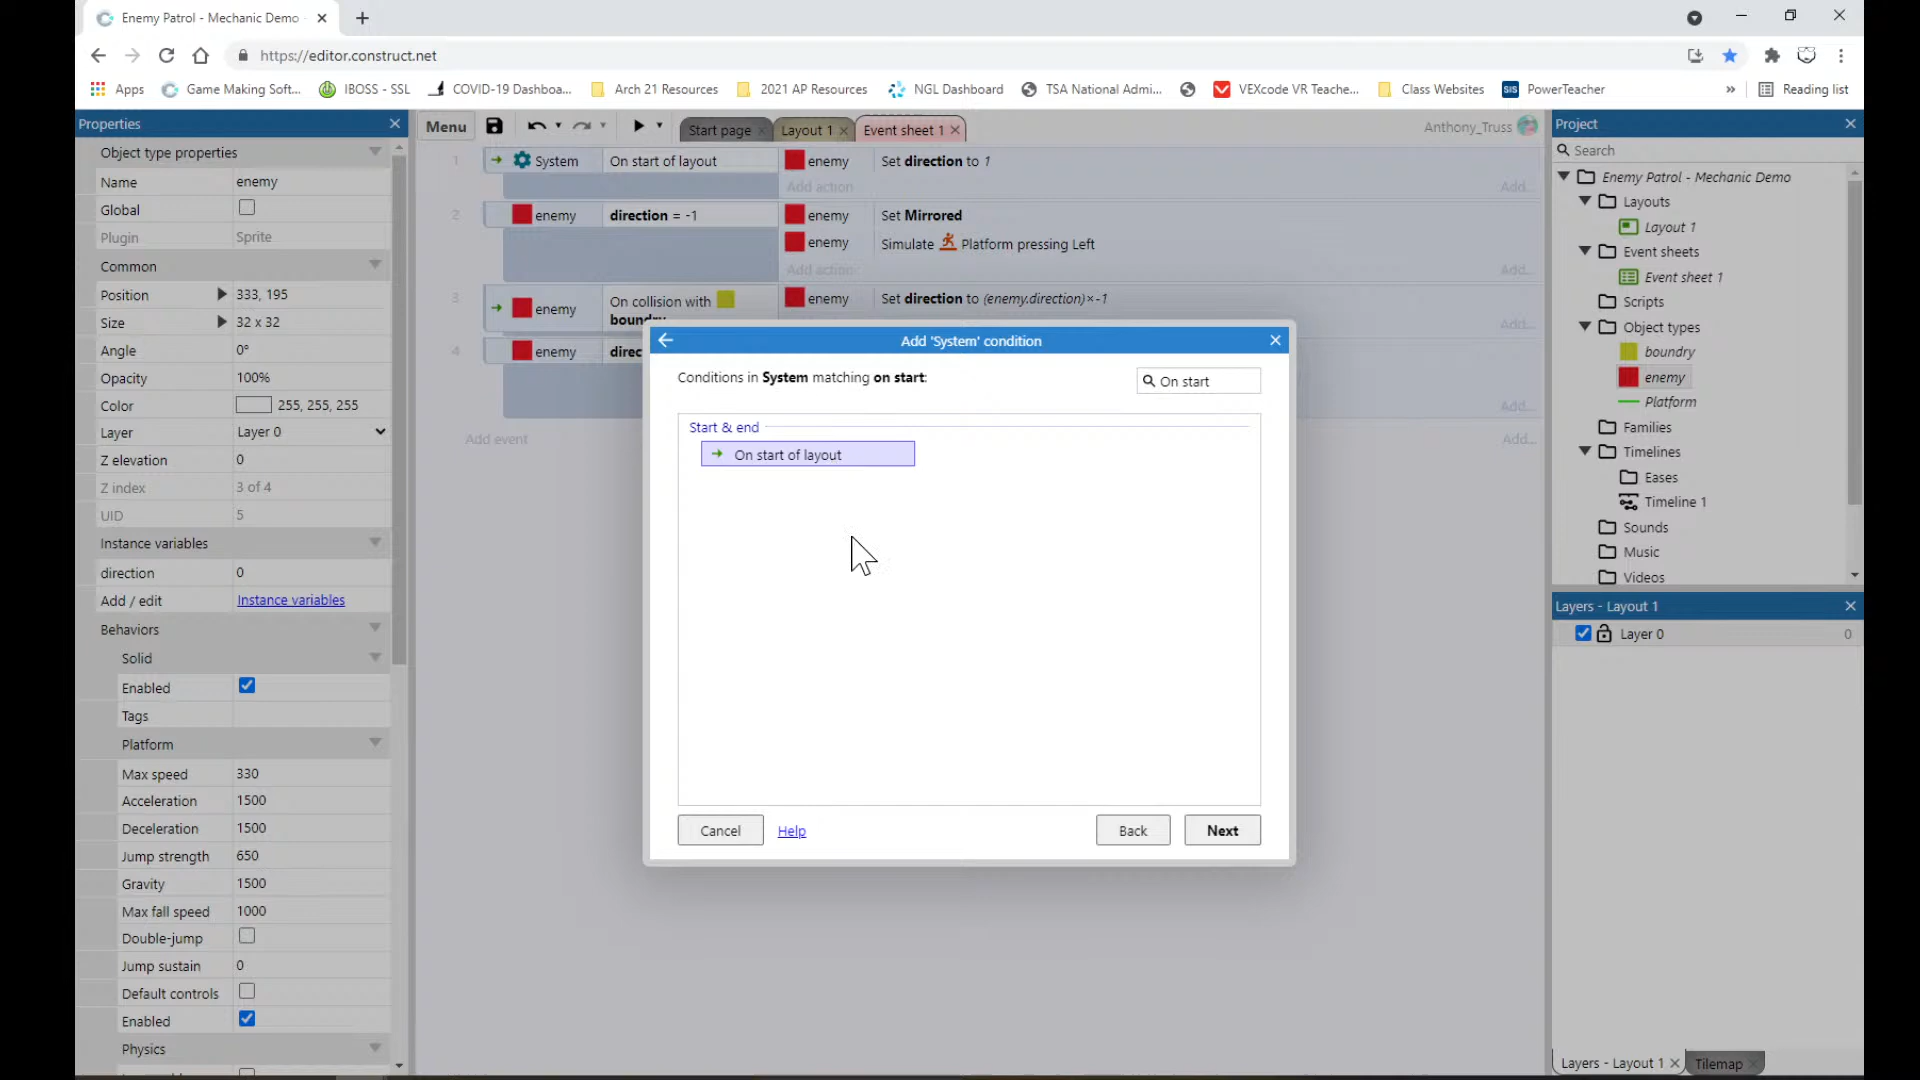 Enemy Patrol - Mechanic Demo
https://editor.construct.net
Apps Game Making Soft... IBOSS - SSL COVID-19 Dashboa... Arch 21 Resources 2021 AP Resources NGL Dashboard TSA National Admi... VEXcode VR Teache... Class Websites SIS PowerTeacher » Reading list
Properties
Object type properties
Name enemy
Global
Plugin Sprite
Common
Position 333, 195
Size 32 x 32
Angle 0°
Opacity 100%
Color 255, 255, 255
Layer Layer 0
Z elevation 0
Z index 3 of 4
UID 5
Instance variables
direction 0
Add / edit Instance variables
Behaviors
Solid
Enabled
Tags
Platform
Max speed 330
Acceleration 1500
Deceleration 1500
Jump strength 650
Gravity 1500
Max fall speed 1000
Double-jump
Jump sustain 0
Default controls
Enabled
Physics
Menu Start page Layout 1 Event sheet 1 Anthony_Truss
1 System On start of layout enemy Set direction to 1
Add action Add...
2 enemy direction = -1 enemy Set Mirrored
enemy Simulate Platform pressing Left
Add action Add...
3 enemy On collision with enemy Set direction to (enemy.direction)×-1
Add...
4 enemy
Add...
Add event Add...
Add 'System' condition
Conditions in System matching on start:
On start
Start & end
On start of layout
Cancel Help Back Next
Project
Search
Enemy Patrol - Mechanic Demo
Layouts
Layout 1
Event sheets
Event sheet 1
Scripts
Object types
boundry
enemy
Platform
Families
Timelines
Eases
Timeline 1
Sounds
Music
Videos
Layers - Layout 1
Layer 0 0
Layers - Layout 1 Tilemap